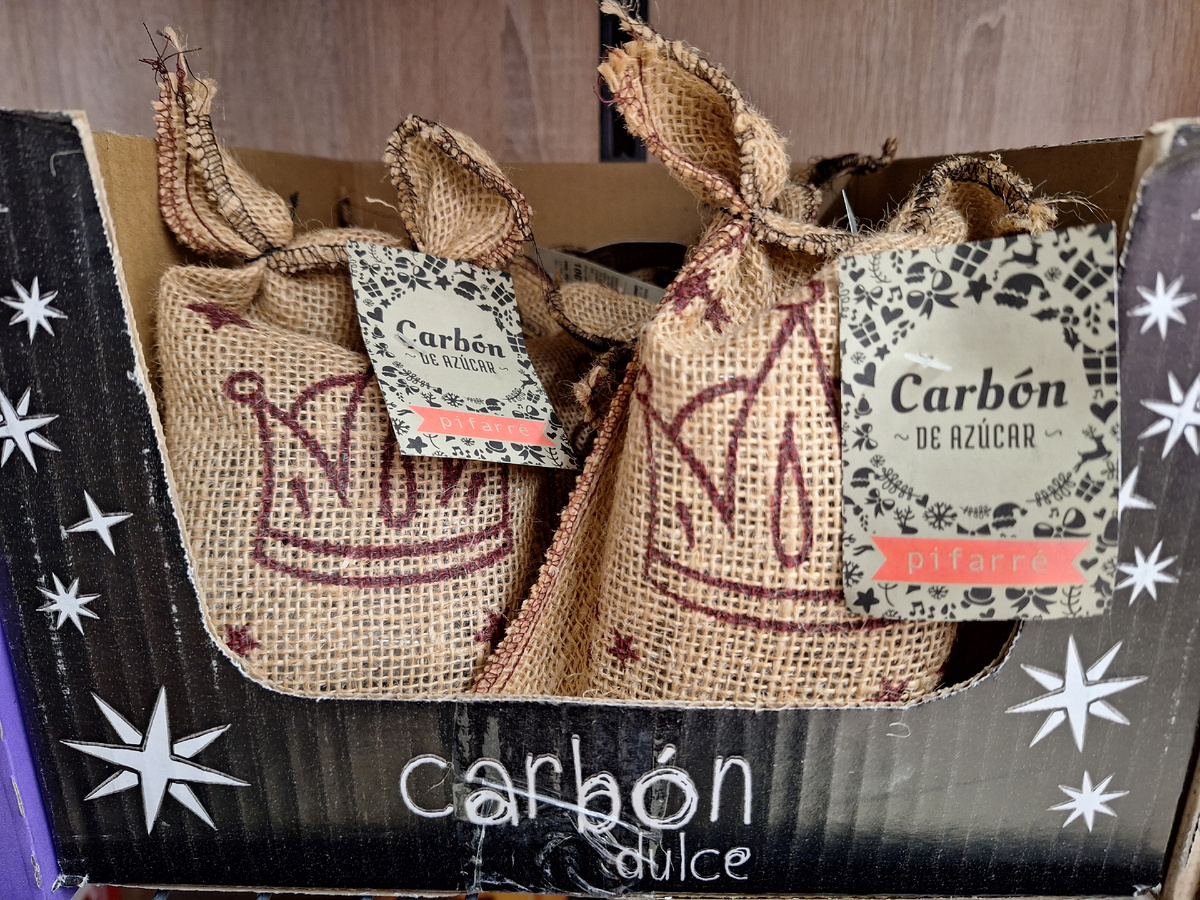 Carbón
~DE AZÚCAR~
pifarré
Carbón
~DE AZÚCAR~
pifarré
carbón
dulce